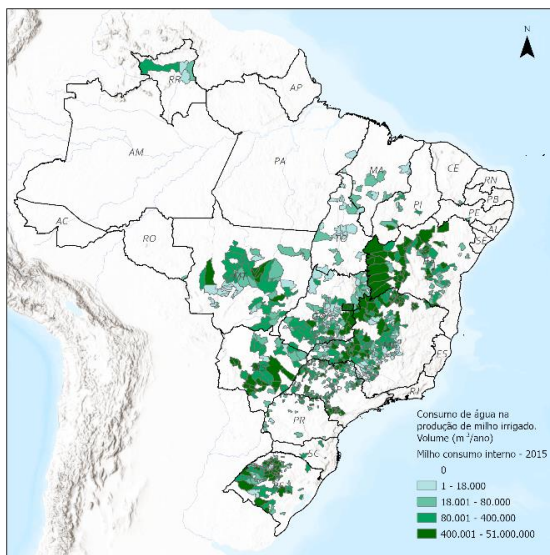 N
RR
AP
AM
PA
MA
CE
RN
PB
PE
AL
SE
PI
AC
RO
TO
MT
ES
RJ
PR
SC
Consumo de água na
produção de milho irrigado.
Volume (m³/ano)
Milho consumo interno - 2015
0
1 - 18.000
18.001 - 80.000
80.001 - 400.000
400.001 - 51.000.000